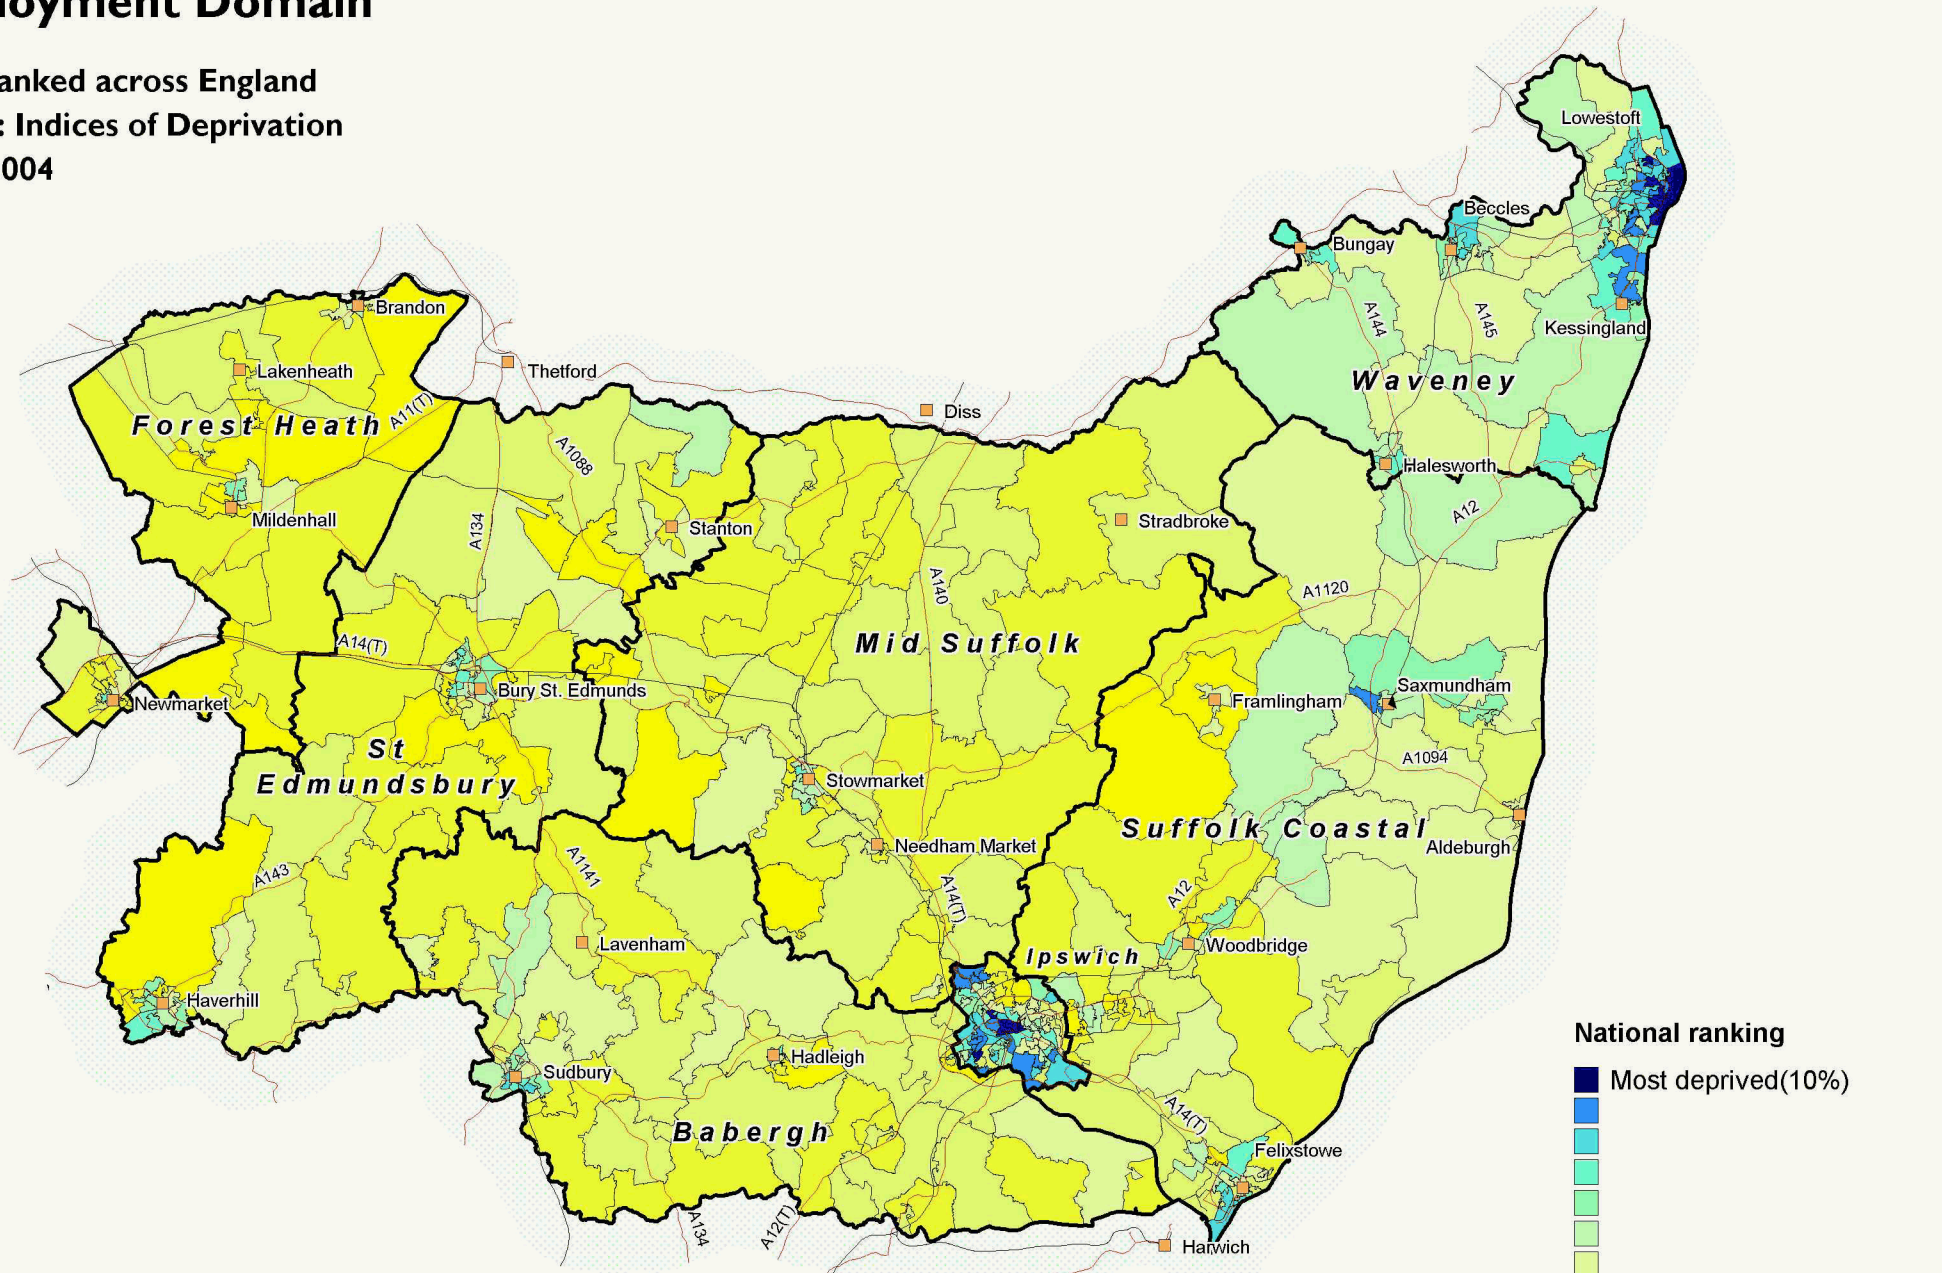 loyment Domain
anked across England
: Indices of Deprivation
004
Lowestoft
Beccles
Bungay
Kessingland
A144
A145
Waveney
Brandon
Lakenheath
Thetford
Diss
Forest Heath
A11(T)
A1088
Halesworth
Mildenhall
A134
Stanton
Stradbroke
A12
A140
A1120
A14(T)
Mid Suffolk
Bury St. Edmunds
Newmarket
Framlingham
Saxmundham
St
Edmundsbury
A1094
Stowmarket
Suffolk Coastal
Aldeburgh
Needham Market
A1141
A143
A14(T)
A12
Lavenham
Ipswich
Woodbridge
Haverhill
Hadleigh
Sudbury
Babergh
A14(T)
Felixstowe
A134
A12(T)
Harwich
National ranking
Most deprived(10%)